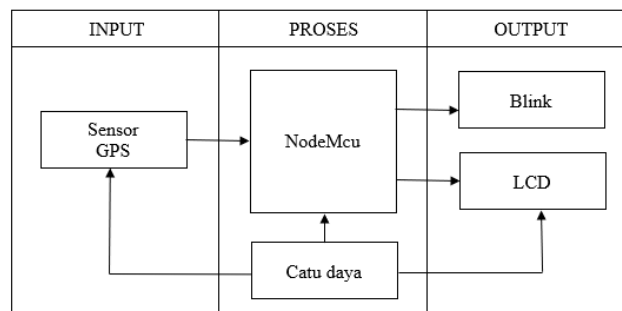 INPUT
PROSES
OUTPUT
Sensor
GPS
NodeMcu
Blink
LCD
Catu daya